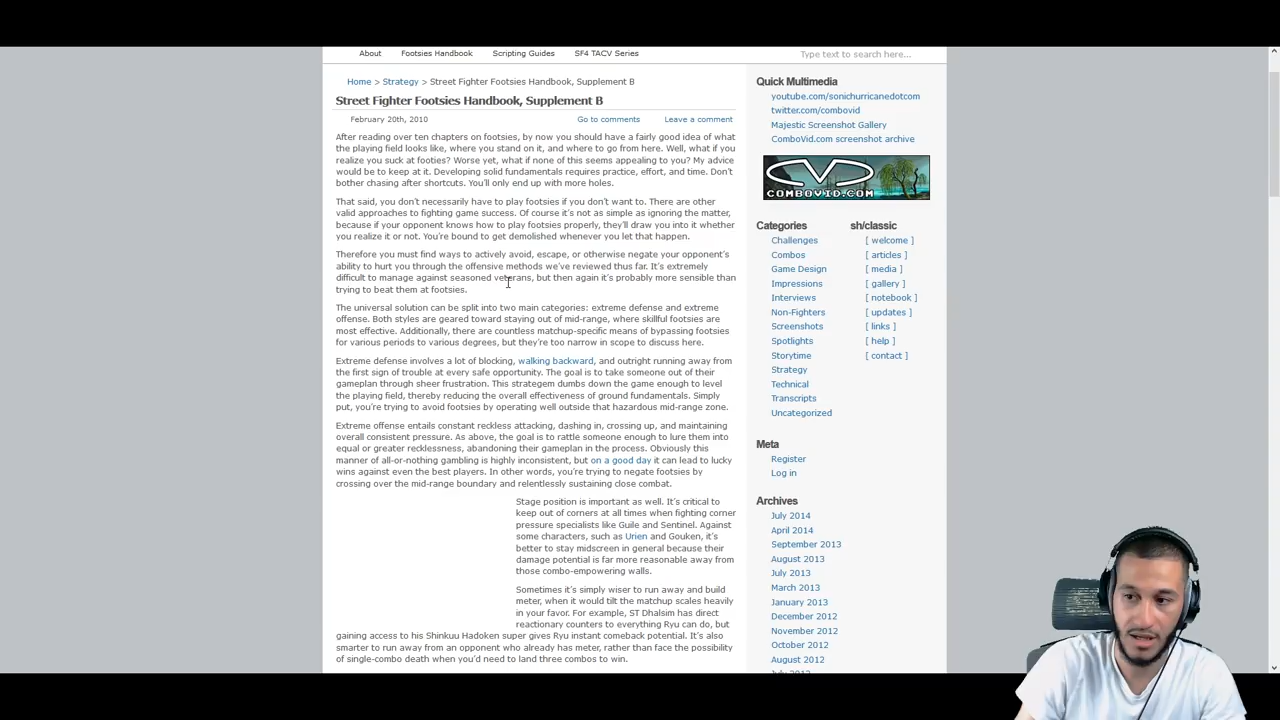 About Footsies Handbook Scripting Guides SF4 TACV Series
Type text to search here...
Home > Strategy > Street Fighter Footsies Handbook, Supplement B
Street Fighter Footsies Handbook, Supplement B
February 20th, 2010 Go to comments Leave a comment
After reading over ten chapters on footsies, by now you should have a fairly good idea of what
the playing field looks like, where you stand on it, and where to go from here. Well, what if you
realize you suck at footies? Worse yet, what if none of this seems appealing to you? My advice
would be to keep at it. Developing solid fundamentals requires practice, effort, and time. Don't
bother chasing after shortcuts. You'll only end up with more holes.
That said, you don't necessarily have to play footsies if you don't want to. There are other
valid approaches to fighting game success. Of course it's not as simple as ignoring the matter,
because if your opponent knows how to play footsies properly, they'll draw you into it whether
you realize it or not. You're bound to get demolished whenever you let that happen.
Therefore you must find ways to actively avoid, escape, or otherwise negate your opponent's
ability to hurt you through the offensive methods we've reviewed thus far. It's extremely
difficult to manage against seasoned veterans, but then again it's probably more sensible than
trying to beat them at footsies.
The universal solution can be split into two main categories: extreme defense and extreme
offense. Both styles are geared toward staying out of mid-range, where skillful footsies are
most effective. Additionally, there are countless matchup-specific means of bypassing footsies
for various periods to various degrees, but they're too narrow in scope to discuss here.
Extreme defense involves a lot of blocking, walking backward, and outright running away from
the first sign of trouble at every safe opportunity. The goal is to take someone out of their
gameplan through sheer frustration. This strategem dumbs down the game enough to level
the playing field, thereby reducing the overall effectiveness of ground fundamentals. Simply
put, you're trying to avoid footsies by operating well outside that hazardous mid-range zone.
Extreme offense entails constant reckless attacking, dashing in, crossing up, and maintaining
overall consistent pressure. As above, the goal is to rattle someone enough to lure them into
equal or greater recklessness, abandoning their gameplan in the process. Obviously this
manner of all-or-nothing gambling is highly inconsistent, but on a good day it can lead to lucky
wins against even the best players. In other words, you're trying to negate footsies by
crossing over the mid-range boundary and relentlessly sustaining close combat.
Stage position is important as well. It's critical to
keep out of corners at all times when fighting corner
pressure specialists like Guile and Sentinel. Against
some characters, such as Urien and Gouken, it's
better to stay midscreen in general because their
damage potential is far more reasonable away from
those combo-empowering walls.
Sometimes it's simply wiser to run away and build
meter, when it would tilt the matchup scales heavily
in your favor. For example, ST Dhalsim has direct
reactionary counters to everything Ryu can do, but
gaining access to his Shinkuu Hadoken super gives Ryu instant comeback potential. It's also
smarter to run away from an opponent who already has meter, rather than face the possibility
of single-combo death when you'd need to land three combos to win.
Quick Multimedia
youtube.com/sonichurricanedotcom
twitter.com/combovid
Majestic Screenshot Gallery
ComboVid.com screenshot archive
COMBOVID.COM
Categories
Challenges
Combos
Game Design
Impressions
Interviews
Non-Fighters
Screenshots
Spotlights
Storytime
Strategy
Technical
Transcripts
Uncategorized
sh/classic
[ welcome ]
[ articles ]
[ media ]
[ gallery ]
[ notebook ]
[ updates ]
[ links ]
[ help ]
[ contact ]
Meta
Register
Log in
Archives
July 2014
April 2014
September 2013
August 2013
July 2013
March 2013
January 2013
December 2012
November 2012
October 2012
August 2012